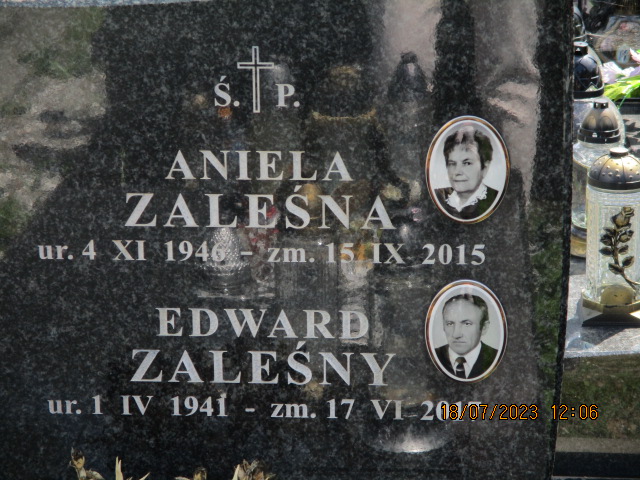 Ś. P.
ANIELA
ZALEŚNA
ur. 4 XI 1946 - zm. 15 IX 2015
EDWARD
ZALEŚNY
ur. 1 IV 1941 - zm. 17 VI
18/07/2023 12:06